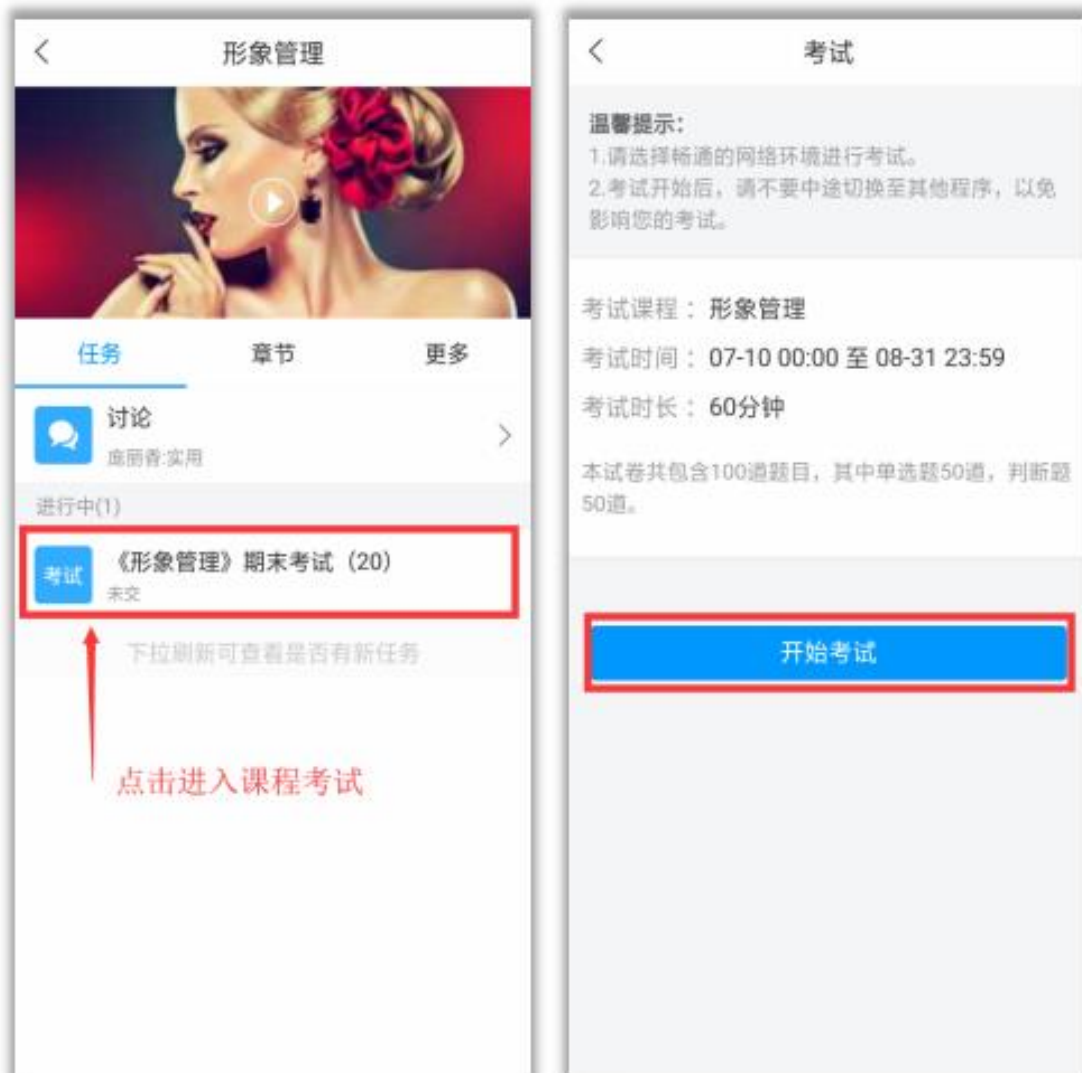 形象管理
任务
章节
更多
讨论
庞丽香:实用
进行中(1)
考试
《形象管理》期末考试（20）
未交
下拉刷新可查看是否有新任务
点击进入课程考试
考试
温馨提示：
1.请选择畅通的网络环境进行考试。
2.考试开始后，请不要中途切换至其他程序，以免
影响您的考试。
考试课程： 形象管理
考试时间： 07-10 00:00 至 08-31 23:59
考试时长： 60分钟
本试卷共包含100道题目，其中单选题50道，判断题
50道。
开始考试